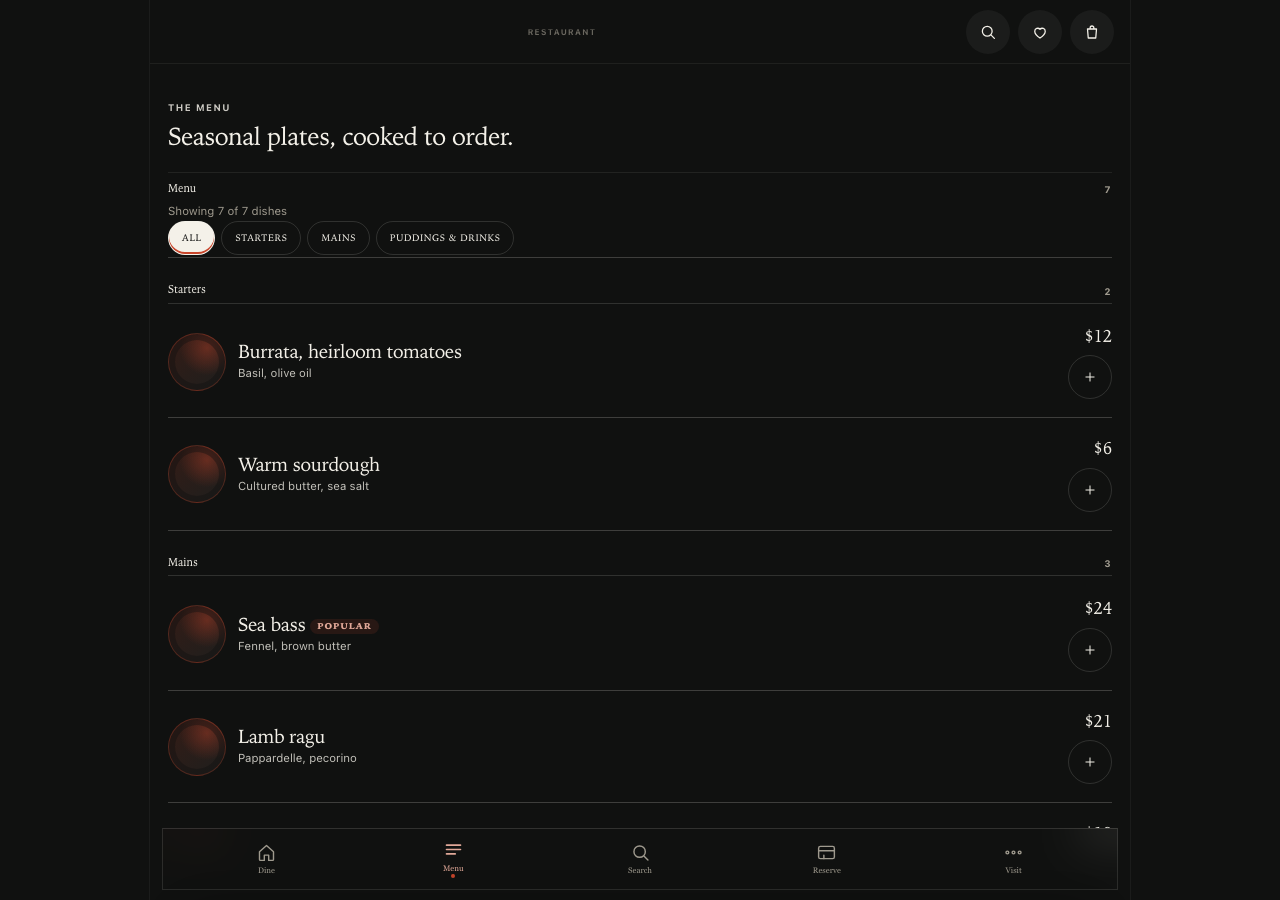 RESTAURANT
THE MENU
Seasonal plates, cooked to order.
Menu 7
Showing 7 of 7 dishes
ALL STARTERS MAINS PUDDINGS & DRINKS
Starters 2
Burrata, heirloom tomatoes $12
Basil, olive oil
+
Warm sourdough $6
Cultured butter, sea salt
+
Mains 3
Sea bass POPULAR $24
Fennel, brown butter
+
Lamb ragu $21
Pappardelle, pecorino
+
Dine Menu Search Reserve Visit